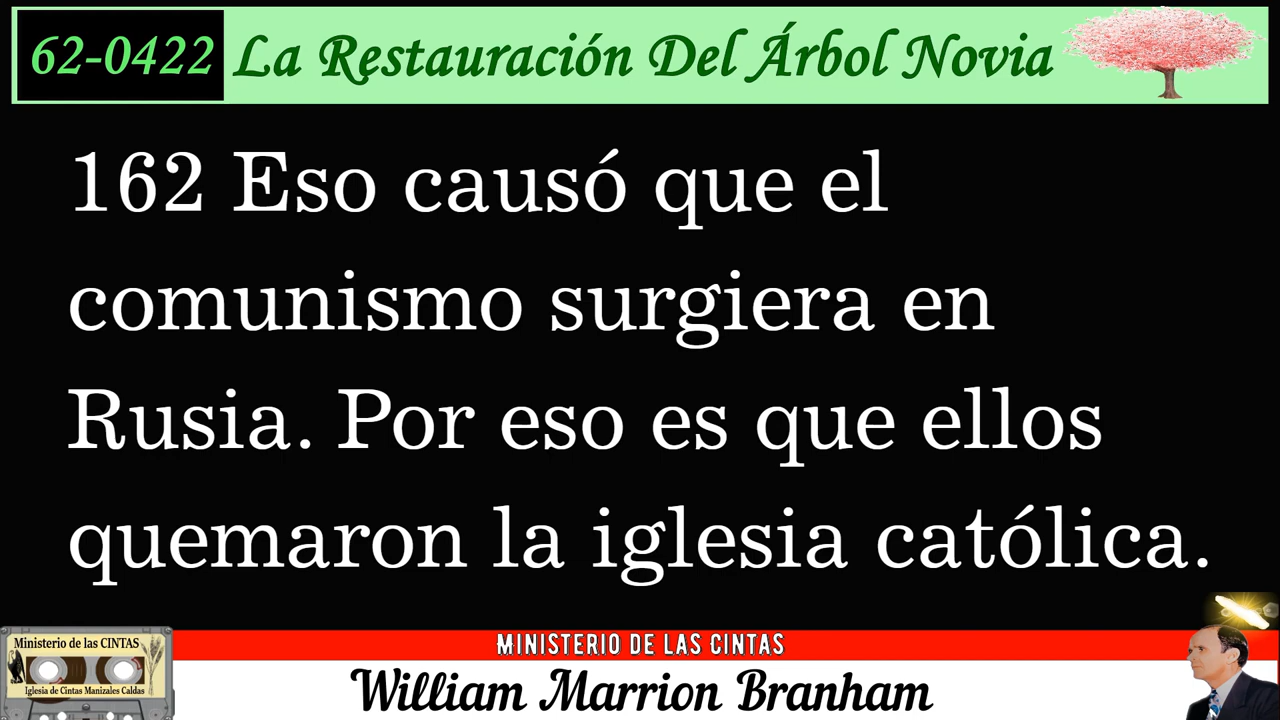 62-0422 La Restauración Del Árbol Novia
162 Eso causó que el
comunismo surgiera en
Rusia. Por eso es que ellos
quemaron la iglesia católica.
MINISTERIO DE LAS CINTAS
Ministerio de las CINTAS
Iglesia de Cintas Manizales Caldas
William Marrion Branham